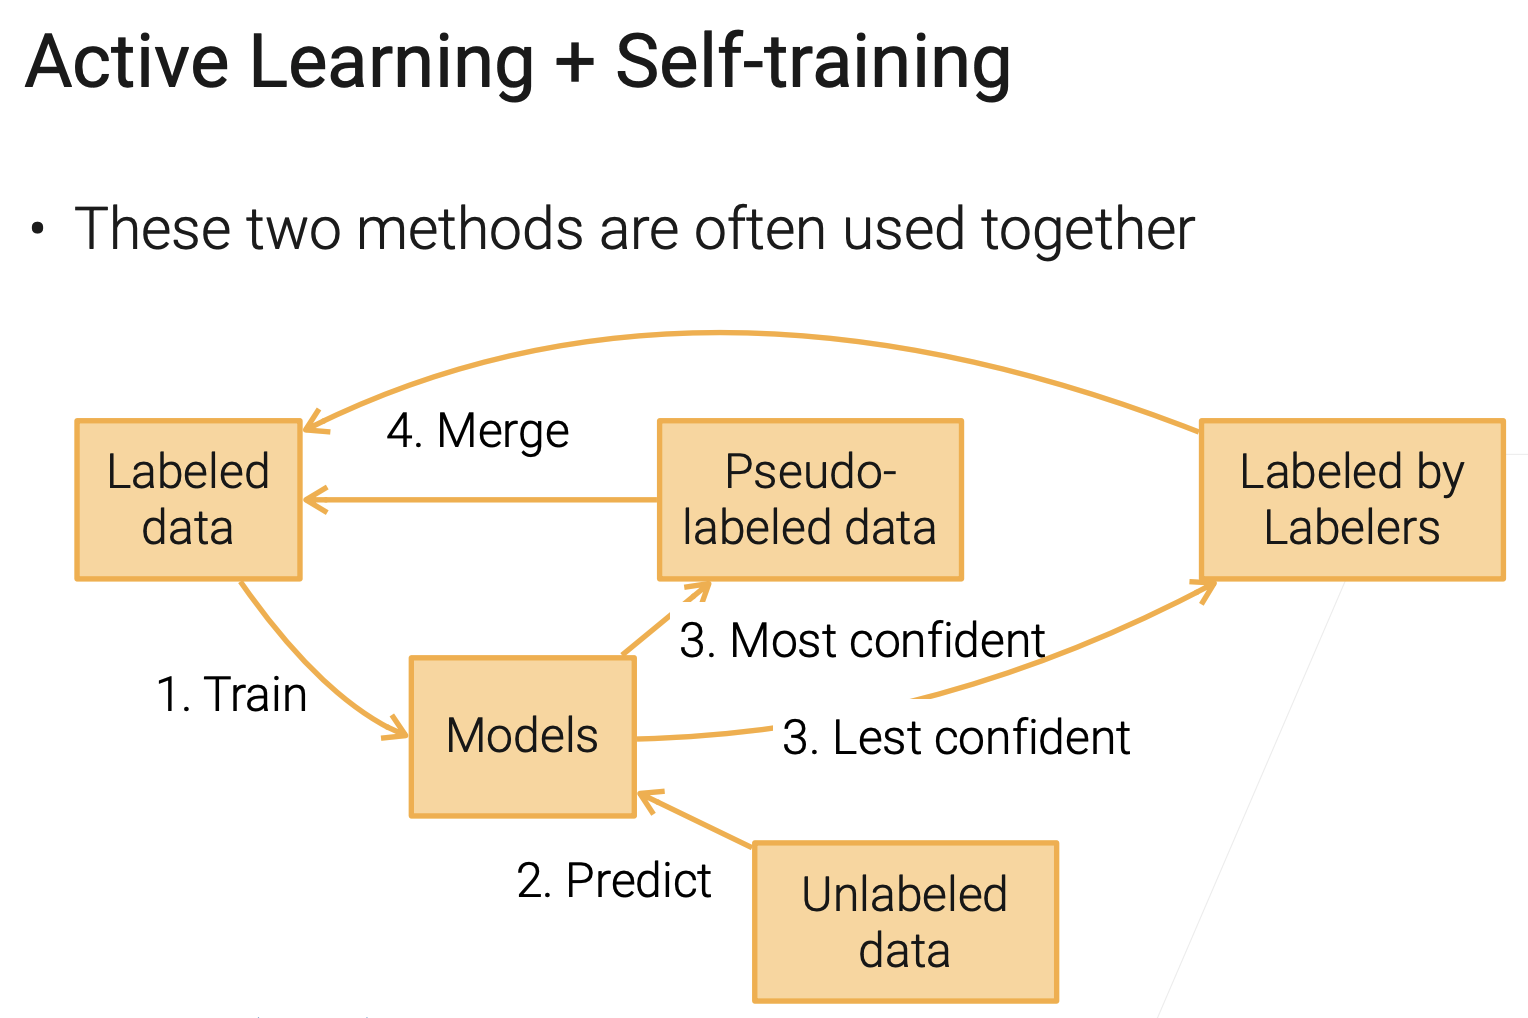 Active Learning + Self-training
• These two methods are often used together
4. Merge
Labeled
data
Pseudo-
labeled data
Labeled by
Labelers
3. Most confident
1. Train
Models
3. Lest confident
2. Predict
Unlabeled
data